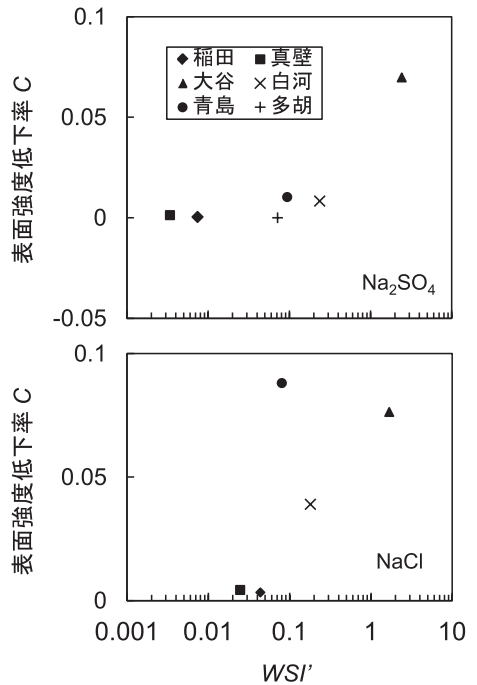 0.1
◆ 稲田 ■ 真壁
▲ 大谷 × 白河
● 青島 + 多胡
0.05
0
-0.05
表面強度低下率 C
Na₂SO₄
0.1
0.05
0
表面強度低下率 C
NaCl
0.001 0.01 0.1 1 10
WSI'